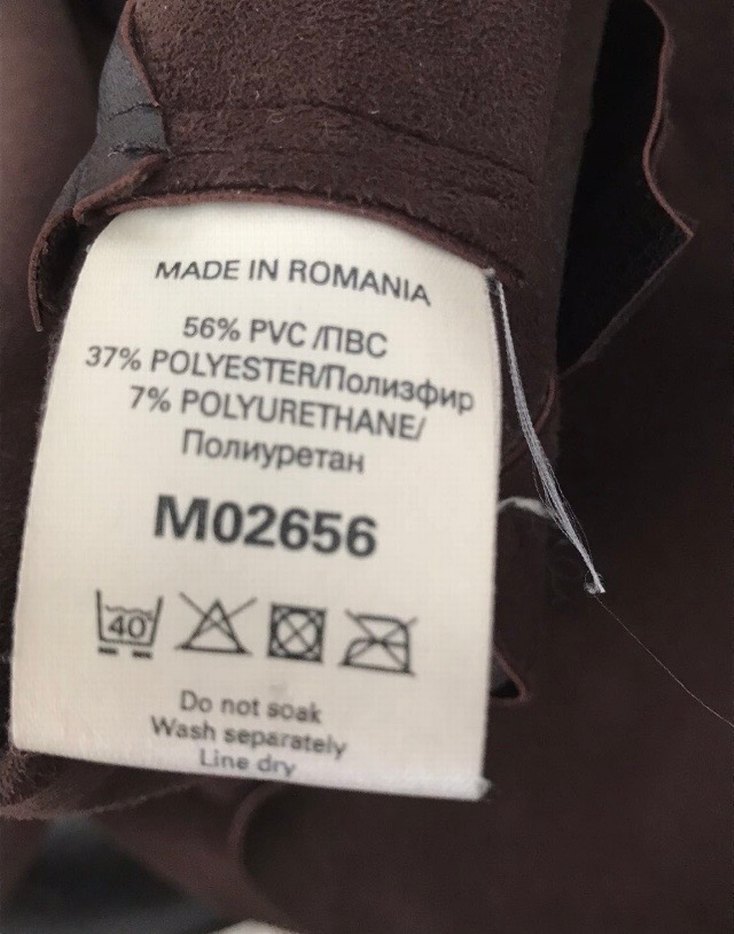 MADE IN ROMANIA
56% PVC /ПВС
37% POLYESTER/Полизфир
7% POLYURETHANE/
Полиуретан
M02656
40
Do not soak
Wash separately
Line dry